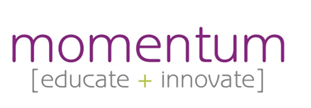 momentum
[educate + innovate]